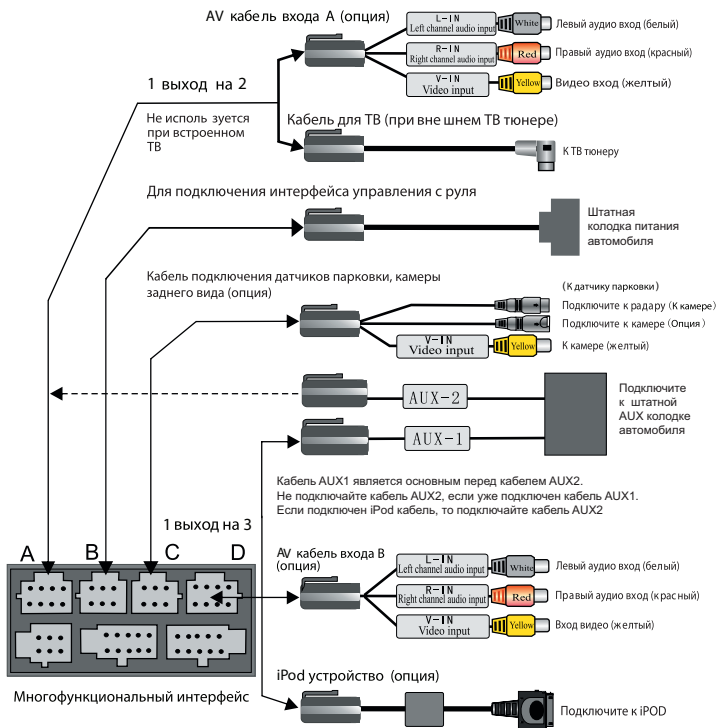 AV кабель входа А (опция)
L-IN
Left channel audio input
White
Левый аудио вход (белый)
R-IN
Right channel audio input
Red
Правый аудио вход (красный)
V-IN
Video input
Yellow
Видео вход (желтый)
1 выход на 2
Не исполь зуется
при встроенном
ТВ
Кабель для ТВ (при вне шнем ТВ тюнере)
К ТВ тюнеру
Для подключения интерфейса управления с руля
Штатная
колодка питания
автомобиля
Кабель подключения датчиков парковки, камеры
заднего вида (опция)
(К датчику парковки)
Подключите к радару (К камере)
Подключите к камере (Опция)
V-IN
Video input
Yellow
К камере (желтый)
AUX-2
AUX-1
Подключите
к штатной
AUX колодке
автомобиля
Кабель AUX1 является основным перед кабелем AUX2.
Не подключайте кабель AUX2, если уже подключен кабель AUX1.
Если подключен iPod кабель, то подключайте кабель AUX2
1 выход на 3
A B C D
AV кабель входа В
(опция)
L-IN
Left channel audio input
White
Левый аудио вход (белый)
R-IN
Right channel audio input
Red
Правый аудио вход (красный)
V-IN
Video input
Yellow
Вход видео (желтый)
Многофункциональный интерфейс
iPod устройство (опция)
Подключите к iPOD